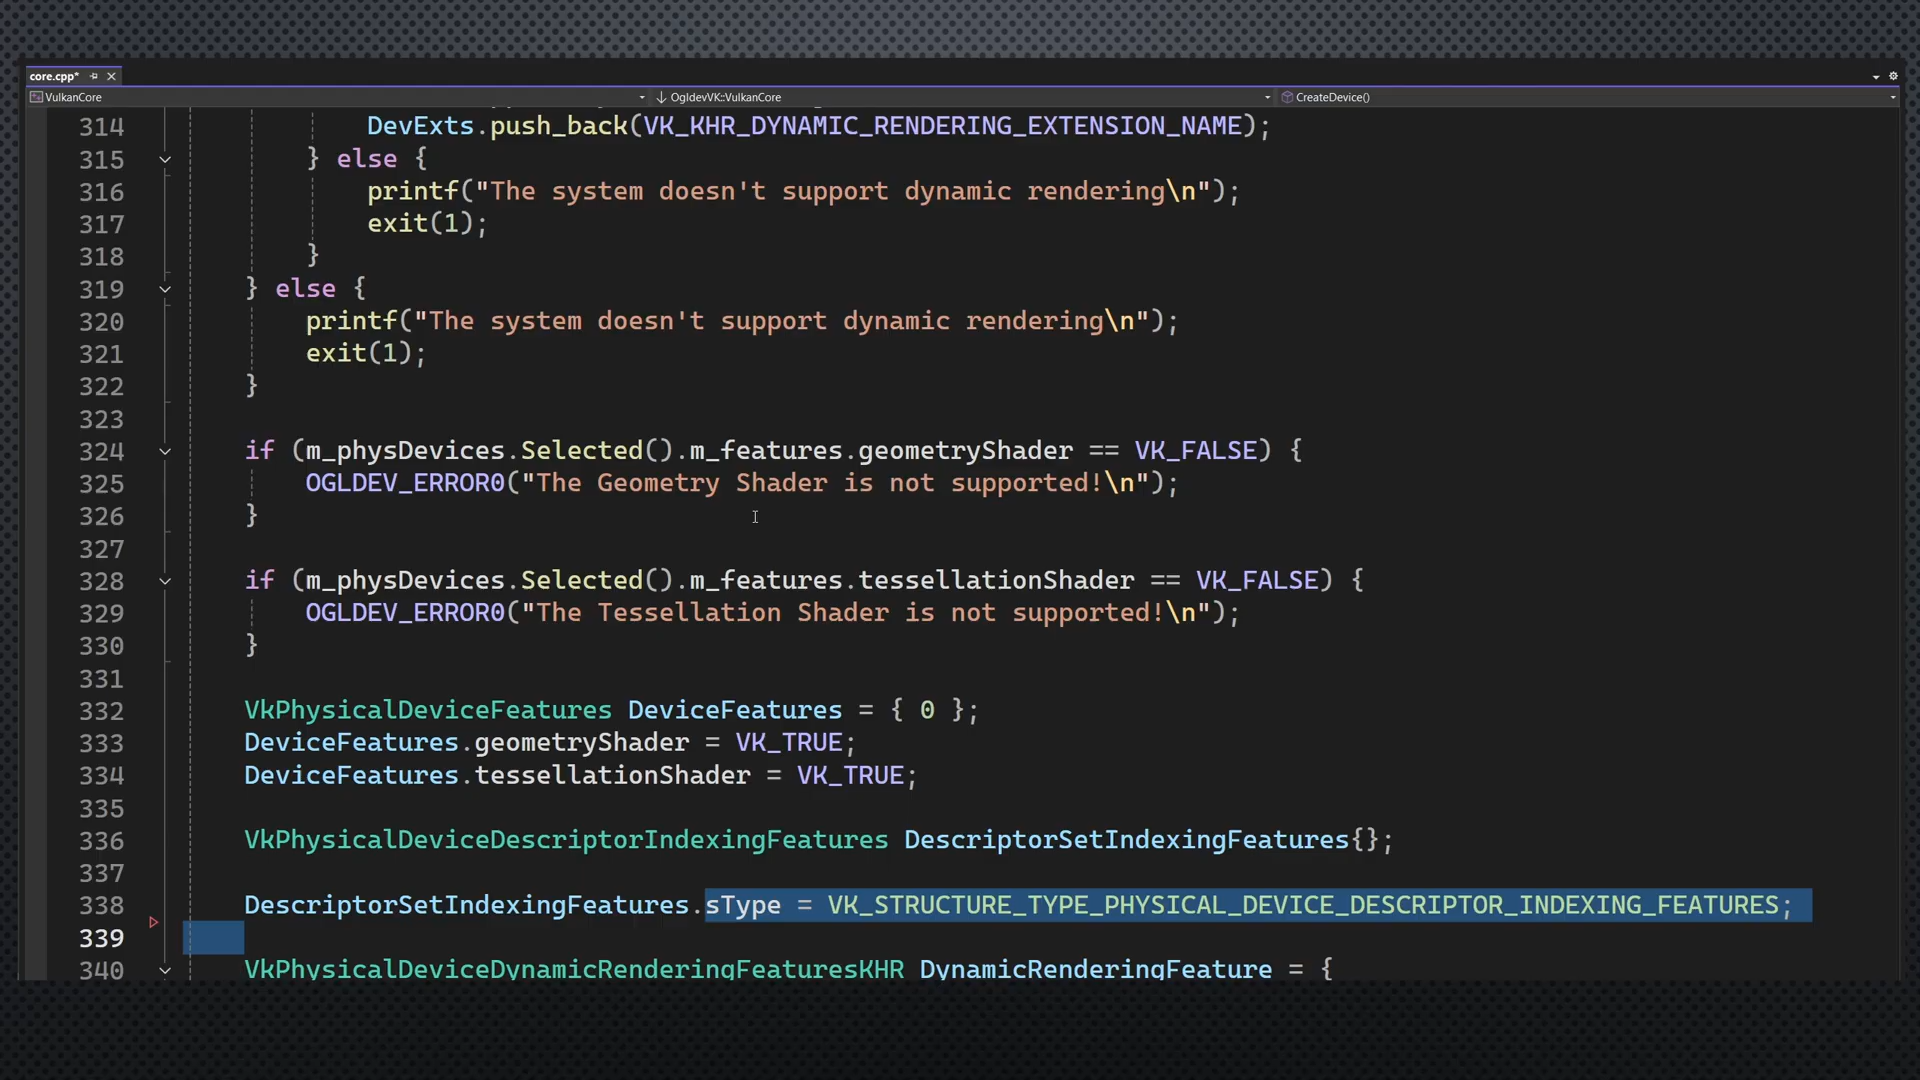 core.cpp*
VulkanCore
OgldevVK::VulkanCore
CreateDevice()
314 DevExts.push_back(VK_KHR_DYNAMIC_RENDERING_EXTENSION_NAME);
315 } else {
316 printf("The system doesn't support dynamic rendering\n");
317 exit(1);
318 }
319 } else {
320 printf("The system doesn't support dynamic rendering\n");
321 exit(1);
322 }
323
324 if (m_physDevices.Selected().m_features.geometryShader == VK_FALSE) {
325 OGLDEV_ERROR0("The Geometry Shader is not supported!\n");
326 }
327
328 if (m_physDevices.Selected().m_features.tessellationShader == VK_FALSE) {
329 OGLDEV_ERROR0("The Tessellation Shader is not supported!\n");
330 }
331
332 VkPhysicalDeviceFeatures DeviceFeatures = { 0 };
333 DeviceFeatures.geometryShader = VK_TRUE;
334 DeviceFeatures.tessellationShader = VK_TRUE;
335
336 VkPhysicalDeviceDescriptorIndexingFeatures DescriptorSetIndexingFeatures{};
337
338 DescriptorSetIndexingFeatures.sType = VK_STRUCTURE_TYPE_PHYSICAL_DEVICE_DESCRIPTOR_INDEXING_FEATURES;
339
340 VkPhysicalDeviceDynamicRenderingFeaturesKHR DynamicRenderingFeature = {